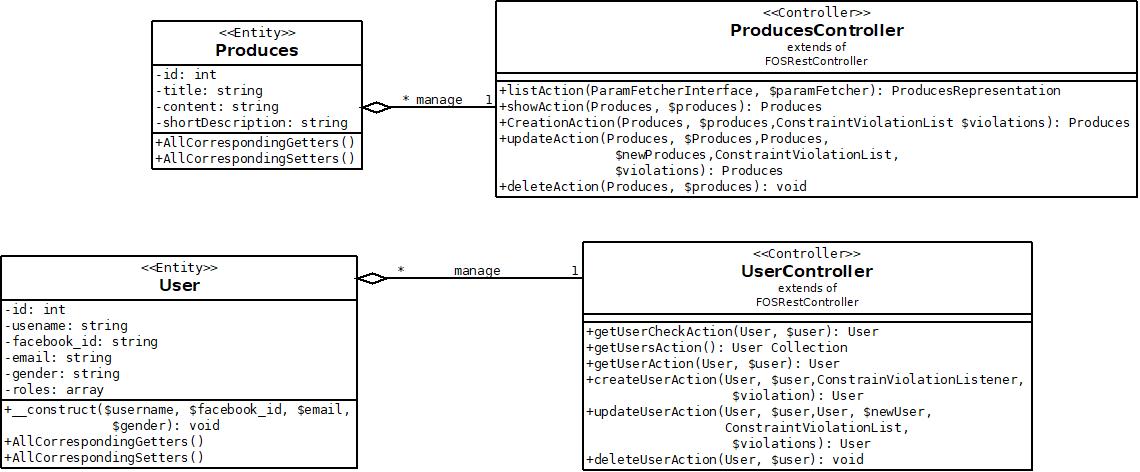 <<Entity>>
Produces
-id: int
-title: string
-content: string
-shortDescription: string
+AllCorrespondingGetters()
+AllCorrespondingSetters()
* manage 1
<<Controller>>
ProducesController
extends of
FOSRestController
+listAction(ParamFetcherInterface, $paramFetcher): ProducesRepresentation
+showAction(Produces, $produces): Produces
+CreationAction(Produces, $produces,ConstraintViolationList $violations): Produces
+updateAction(Produces, $Produces,Produces,
$newProduces,ConstraintViolationList,
$violations): Produces
+deleteAction(Produces, $produces): void
<<Entity>>
User
-id: int
-usename: string
-facebook_id: string
-email: string
-gender: string
-roles: array
+__construct($username, $facebook_id, $email,
$gender): void
+AllCorrespondingGetters()
+AllCorrespondingSetters()
* manage 1
<<Controller>>
UserController
extends of
FOSRestController
+getUserCheckAction(User, $user): User
+getUsersAction(): User Collection
+getUserAction(User, $user): User
+createUserAction(User, $user,ConstrainViolationListener,
$violation): User
+updateUserAction(User, $user,User, $newUser,
ConstraintViolationList,
$violations): User
+deleteUserAction(User, $user): void